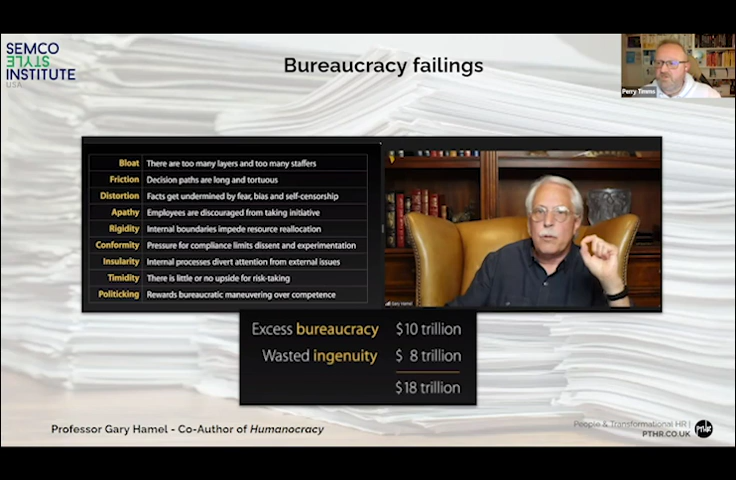 SEMCO
STYLE
INSTITUTE
USA
Bureaucracy failings
Perry Timms
Bloat There are too many layers and too many staffers
Friction Decision paths are long and tortuous
Distortion Facts get undermined by fear, bias and self-censorship
Apathy Employees are discouraged from taking initiative
Rigidity Internal boundaries impede resource reallocation
Conformity Pressure for compliance limits dissent and experimentation
Insularity Internal processes divert attention from external issues
Timidity There is little or no upside for risk-taking
Politicking Rewards bureaucratic maneuvering over competence
Gary Hamel
Excess bureaucracy $10 trillion
Wasted ingenuity $ 8 trillion
$18 trillion
Professor Gary Hamel - Co-Author of Humanocracy
People & Transformational HR |
PTHR.CO.UK
PTHR